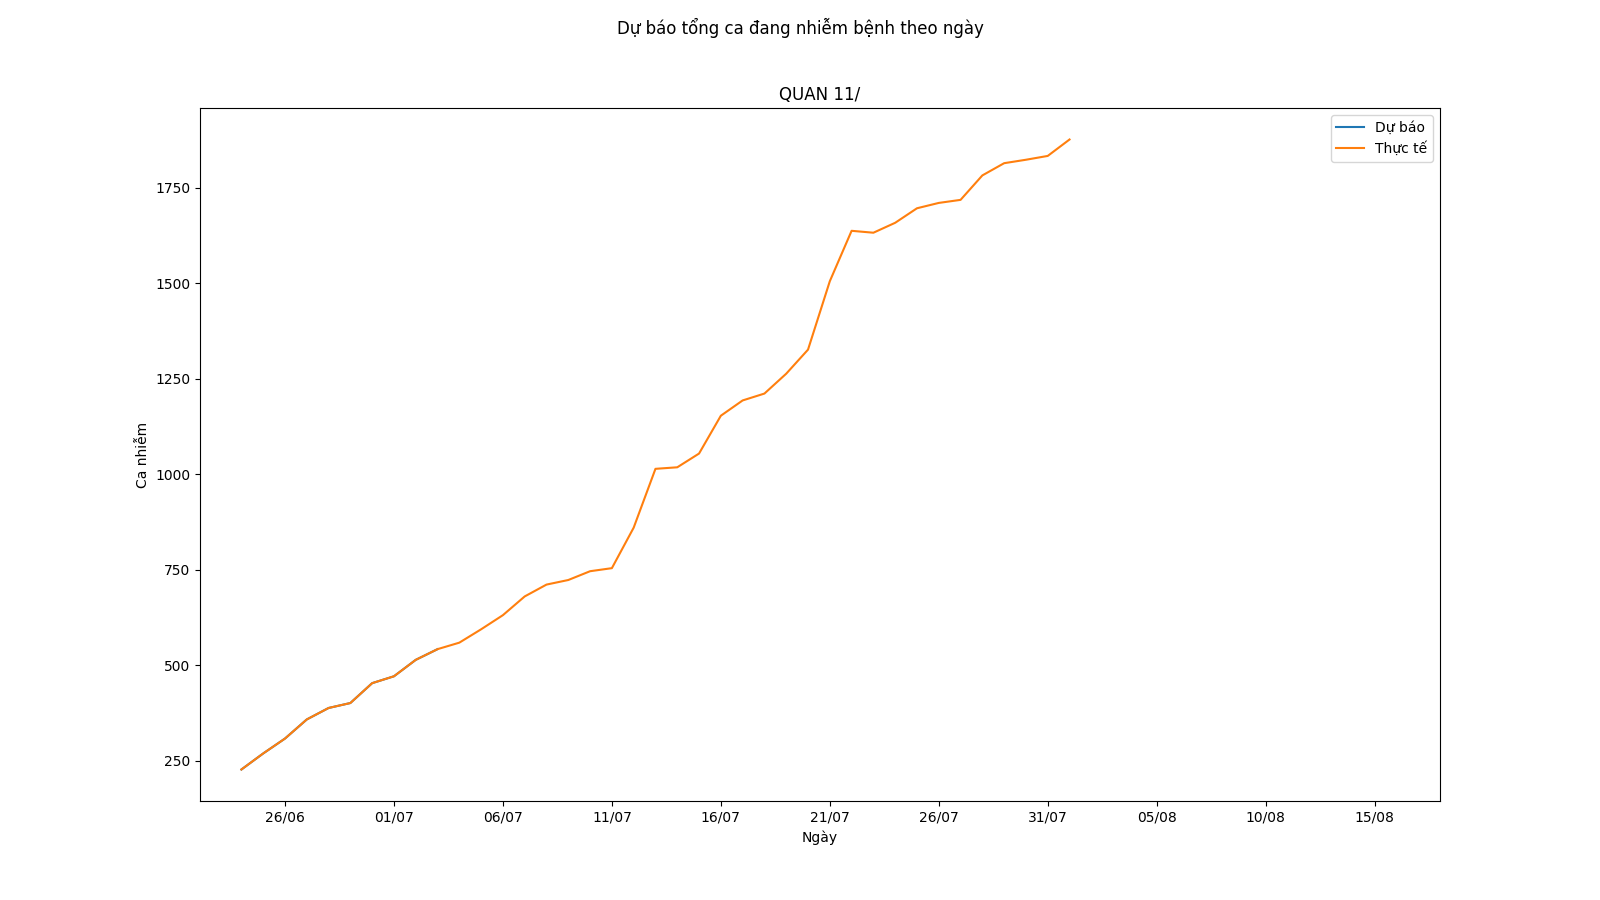 Dự báo tổng ca đang nhiễm bệnh theo ngày
QUAN 11/
Dự báo
Thực tế
1750
1500
1250
1000
750
500
250
Ca nhiễm
26/06 01/07 06/07 11/07 16/07 21/07 26/07 31/07 05/08 10/08 15/08
Ngày